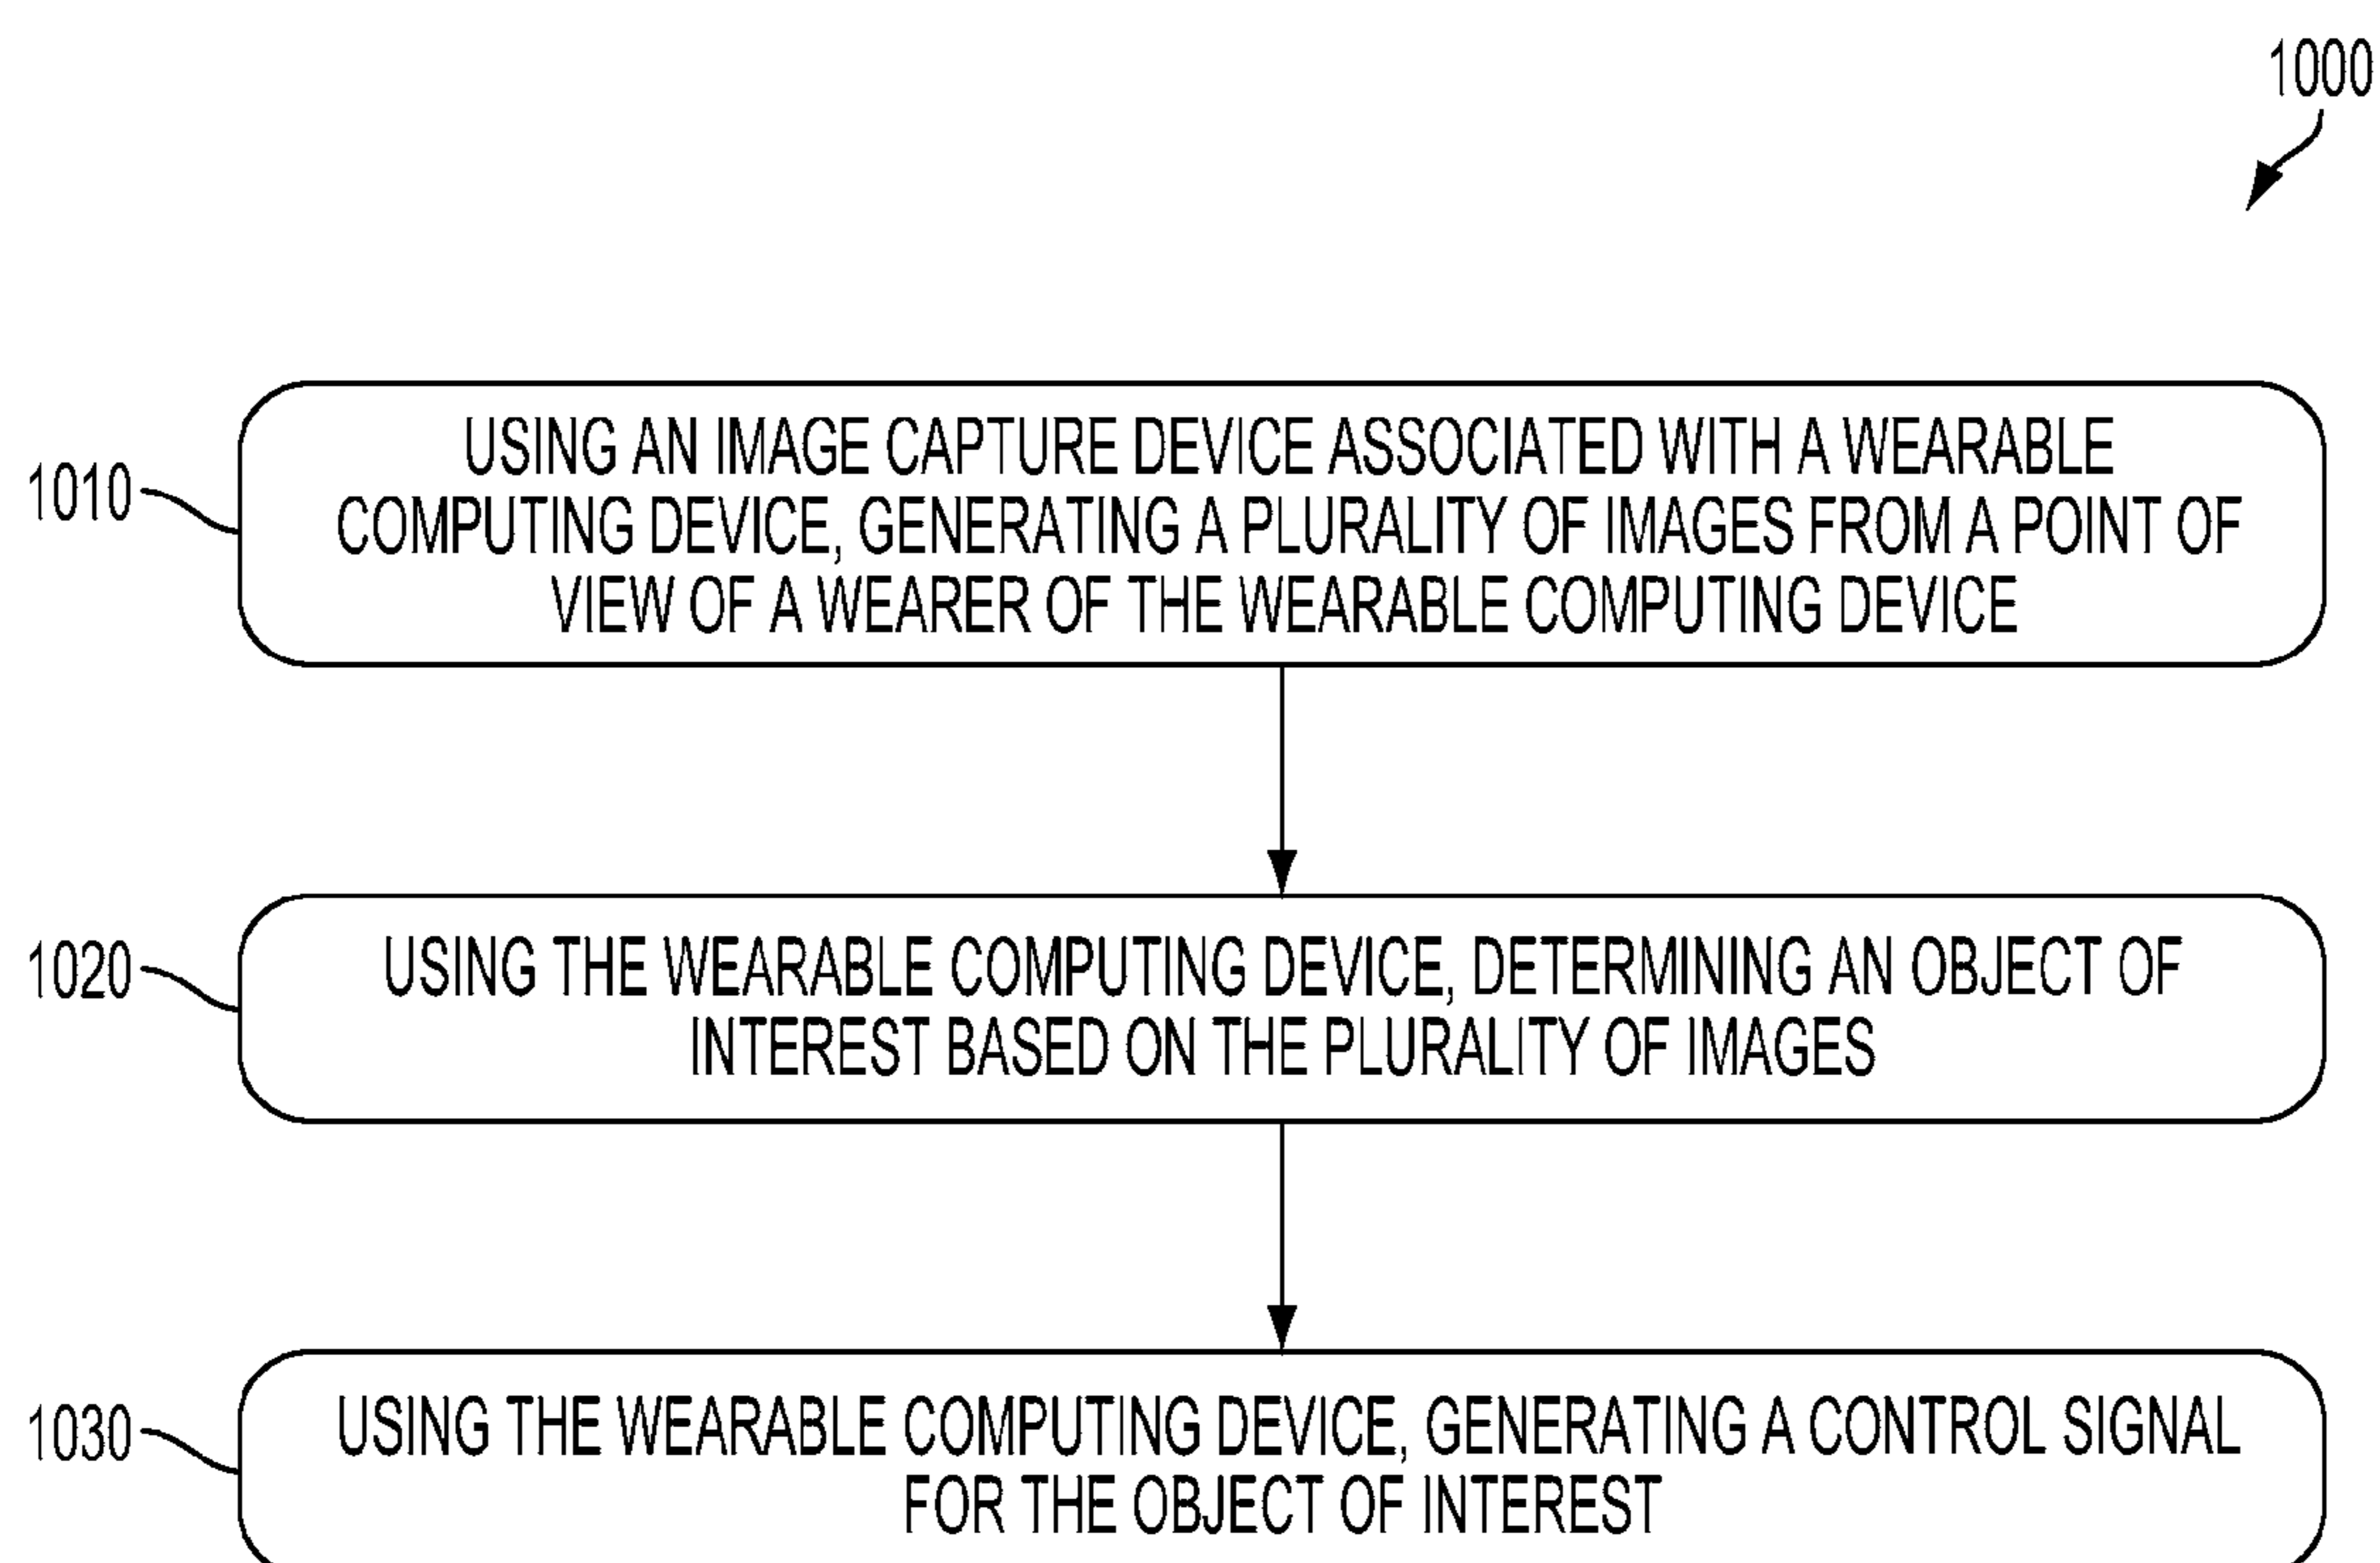 1000
1010
USING AN IMAGE CAPTURE DEVICE ASSOCIATED WITH A WEARABLE
COMPUTING DEVICE, GENERATING A PLURALITY OF IMAGES FROM A POINT OF
VIEW OF A WEARER OF THE WEARABLE COMPUTING DEVICE
1020
USING THE WEARABLE COMPUTING DEVICE, DETERMINING AN OBJECT OF
INTEREST BASED ON THE PLURALITY OF IMAGES
1030
USING THE WEARABLE COMPUTING DEVICE, GENERATING A CONTROL SIGNAL
FOR THE OBJECT OF INTEREST